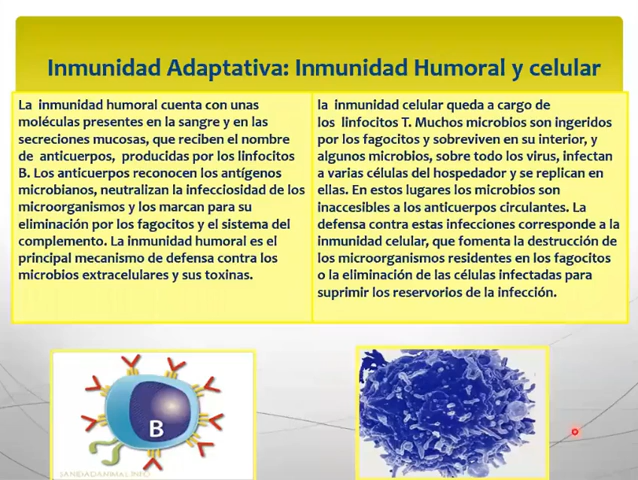 Inmunidad Adaptativa: Inmunidad Humoral y celular
La inmunidad humoral cuenta con unas
moléculas presentes en la sangre y en las
secreciones mucosas, que reciben el nombre
de anticuerpos, producidas por los linfocitos
B. Los anticuerpos reconocen los antígenos
microbianos, neutralizan la infecciosidad de los
microorganismos y los marcan para su
eliminación por los fagocitos y el sistema del
complemento. La inmunidad humoral es el
principal mecanismo de defensa contra los
microbios extracelulares y sus toxinas.
la inmunidad celular queda a cargo de
los linfocitos T. Muchos microbios son ingeridos
por los fagocitos y sobreviven en su interior, y
algunos microbios, sobre todo los virus, infectan
a varias células del hospedador y se replican en
ellas. En estos lugares los microbios son
inaccesibles a los anticuerpos circulantes. La
defensa contra estas infecciones corresponde a la
inmunidad celular, que fomenta la destrucción de
los microorganismos residentes en los fagocitos
o la eliminación de las células infectadas para
suprimir los reservorios de la infección.
B
SANIDADANIMAL.INFO